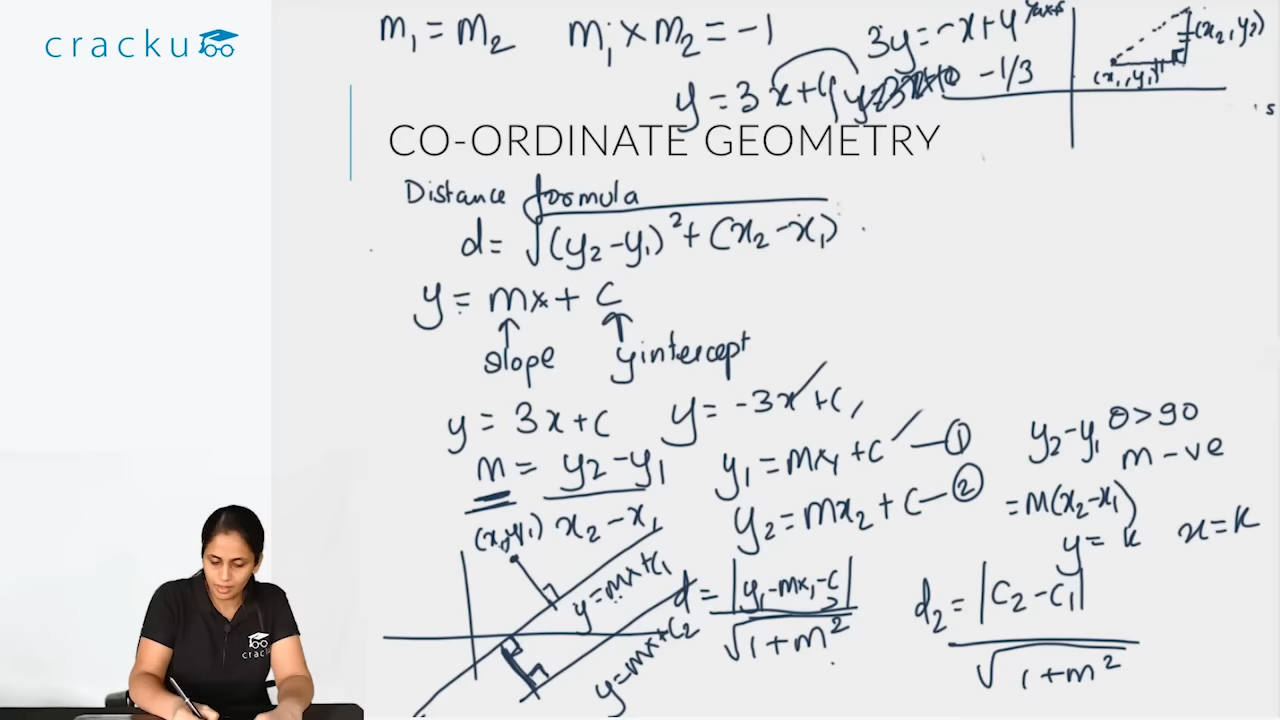 cracku
m₁ = m₂
m₁ × m₂ = -1
3y = -x + 4
y axis
(x₂, y₂)
(x₁, y₁)
y = 3x + 4
-1/3
s
CO-ORDINATE GEOMETRY
Distance formula
d = √(y₂ - y₁)² + (x₂ - x₁)
y = mx + c
slope
y intercept
y = 3x + c
y = -3x + c,
y₂ - y₁
θ > 90
m = y₂ - y₁
y₁ = mx₁ + c — ①
m -ve
x₂ - x₁
y₂ = mx₂ + c — ②
= m(x₂ - x₁)
(x₁, y₁)
y = k
x = k
y = mx + c₁
d = |y₁ - mx₁ - c|
√1 + m²
d₂ = |c₂ - c₁|
√1 + m²
y = mx + c₂
cracku